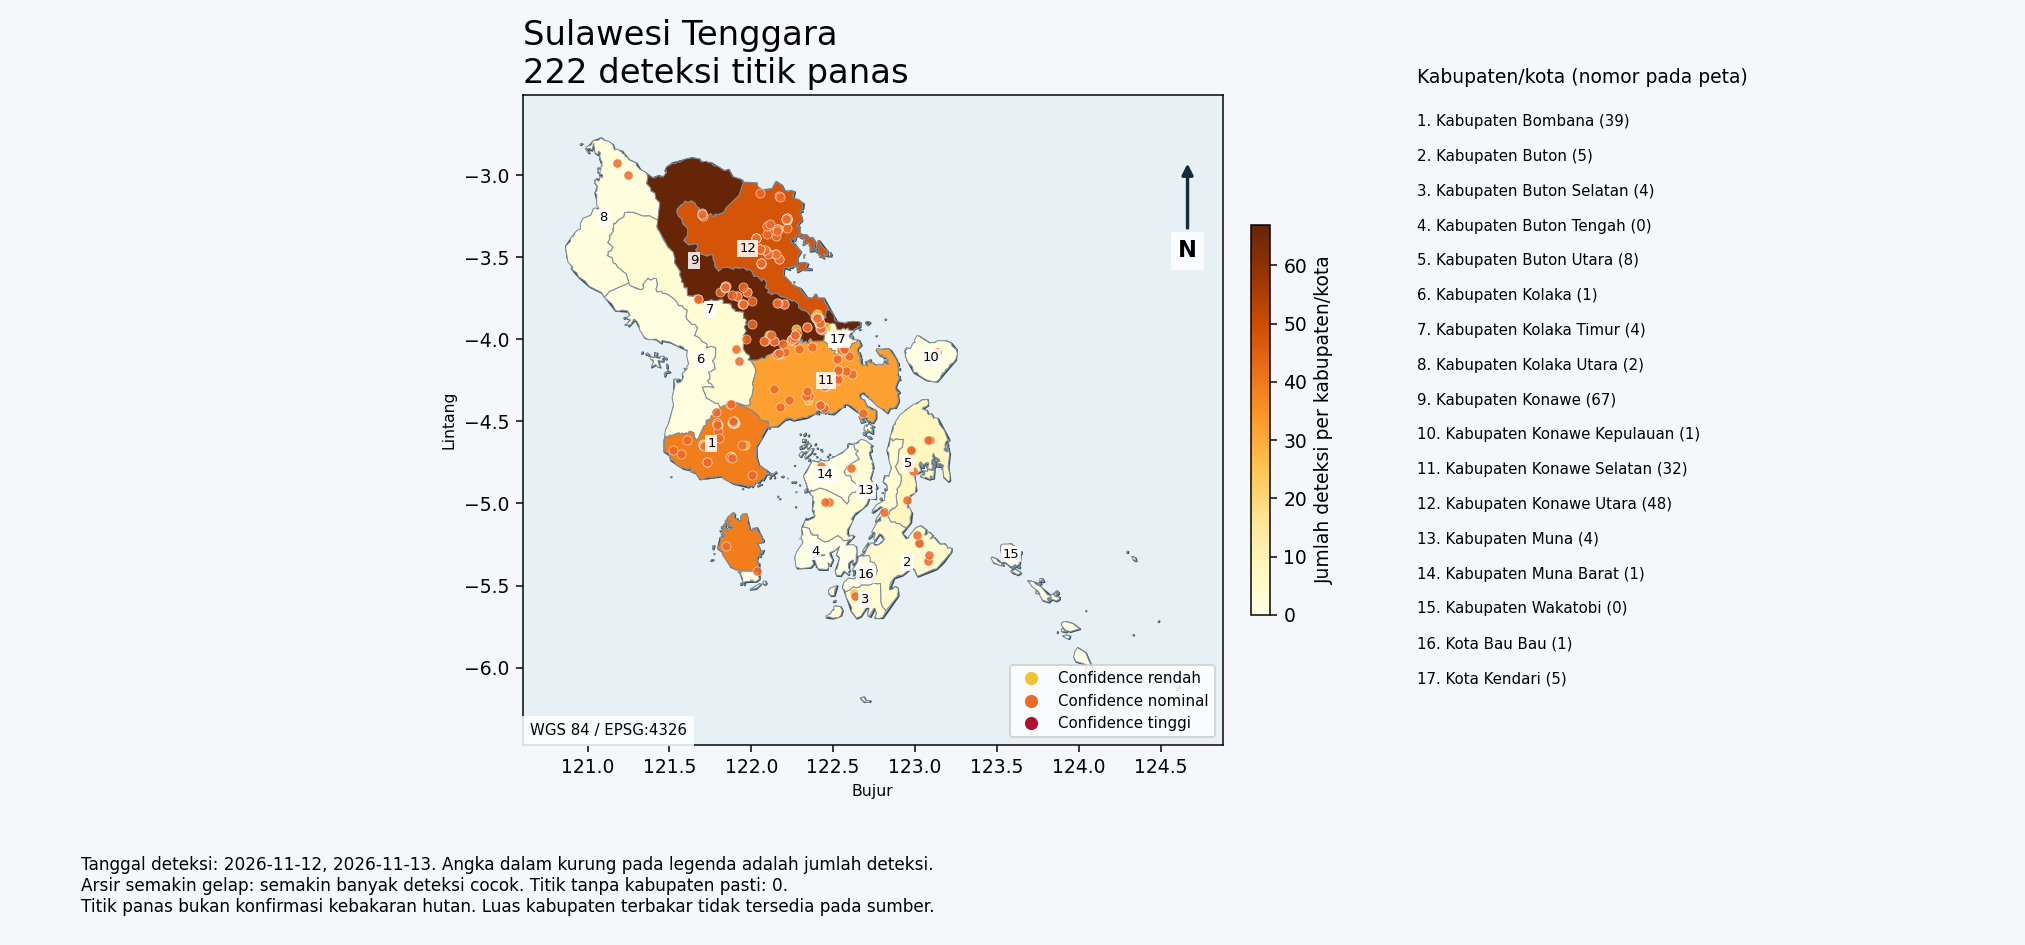 Sulawesi Tenggara
222 deteksi titik panas
Kabupaten/kota (nomor pada peta)
1. Kabupaten Bombana (39)
2. Kabupaten Buton (5)
3. Kabupaten Buton Selatan (4)
4. Kabupaten Buton Tengah (0)
5. Kabupaten Buton Utara (8)
6. Kabupaten Kolaka (1)
7. Kabupaten Kolaka Timur (4)
8. Kabupaten Kolaka Utara (2)
9. Kabupaten Konawe (67)
10. Kabupaten Konawe Kepulauan (1)
11. Kabupaten Konawe Selatan (32)
12. Kabupaten Konawe Utara (48)
13. Kabupaten Muna (4)
14. Kabupaten Muna Barat (1)
15. Kabupaten Wakatobi (0)
16. Kota Bau Bau (1)
17. Kota Kendari (5)
Lintang
−3.0
−3.5
−4.0
−4.5
−5.0
−5.5
−6.0
8
12
9
7
17
10
6
11
1
5
14
13
4
15
2
16
3
N
60
50
40
30
20
10
0
Jumlah deteksi per kabupaten/kota
Confidence rendah
Confidence nominal
Confidence tinggi
WGS 84 / EPSG:4326
121.0 121.5 122.0 122.5 123.0 123.5 124.0 124.5
Bujur
Tanggal deteksi: 2026-11-12, 2026-11-13. Angka dalam kurung pada legenda adalah jumlah deteksi.
Arsir semakin gelap: semakin banyak deteksi cocok. Titik tanpa kabupaten pasti: 0.
Titik panas bukan konfirmasi kebakaran hutan. Luas kabupaten terbakar tidak tersedia pada sumber.